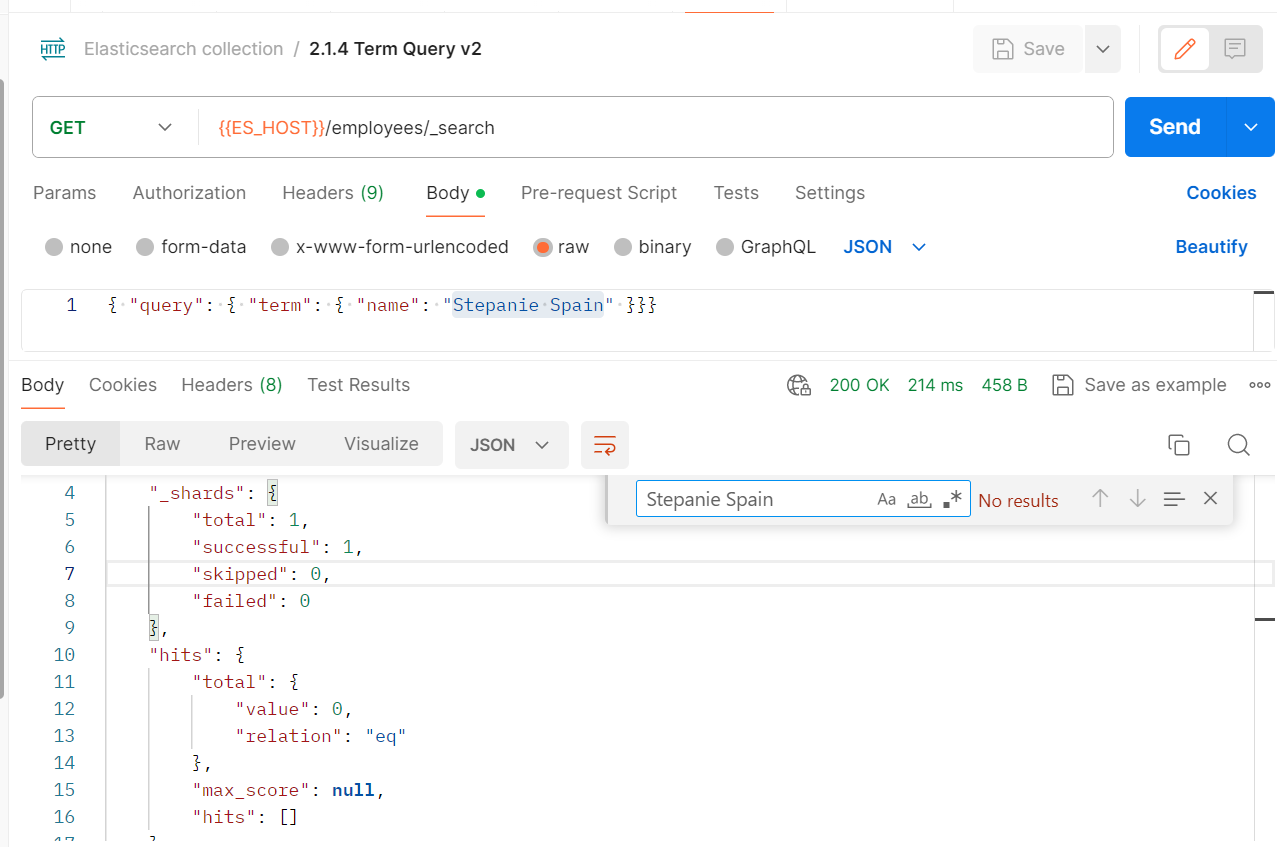 HTTP Elasticsearch collection / 2.1.4 Term Query v2 Save
GET {{ES_HOST}}/employees/_search Send
Params Authorization Headers (9) Body Pre-request Script Tests Settings Cookies
none form-data x-www-form-urlencoded raw binary GraphQL JSON Beautify
1 { "query": { "term": { "name": "Stepanie Spain" }}}
Body Cookies Headers (8) Test Results 200 OK 214 ms 458 B Save as example
Pretty Raw Preview Visualize JSON
Stepanie Spain Aa ab .* No results
4 "_shards": {
5 "total": 1,
6 "successful": 1,
7 "skipped": 0,
8 "failed": 0
9 },
10 "hits": {
11 "total": {
12 "value": 0,
13 "relation": "eq"
14 },
15 "max_score": null,
16 "hits": []
17 }